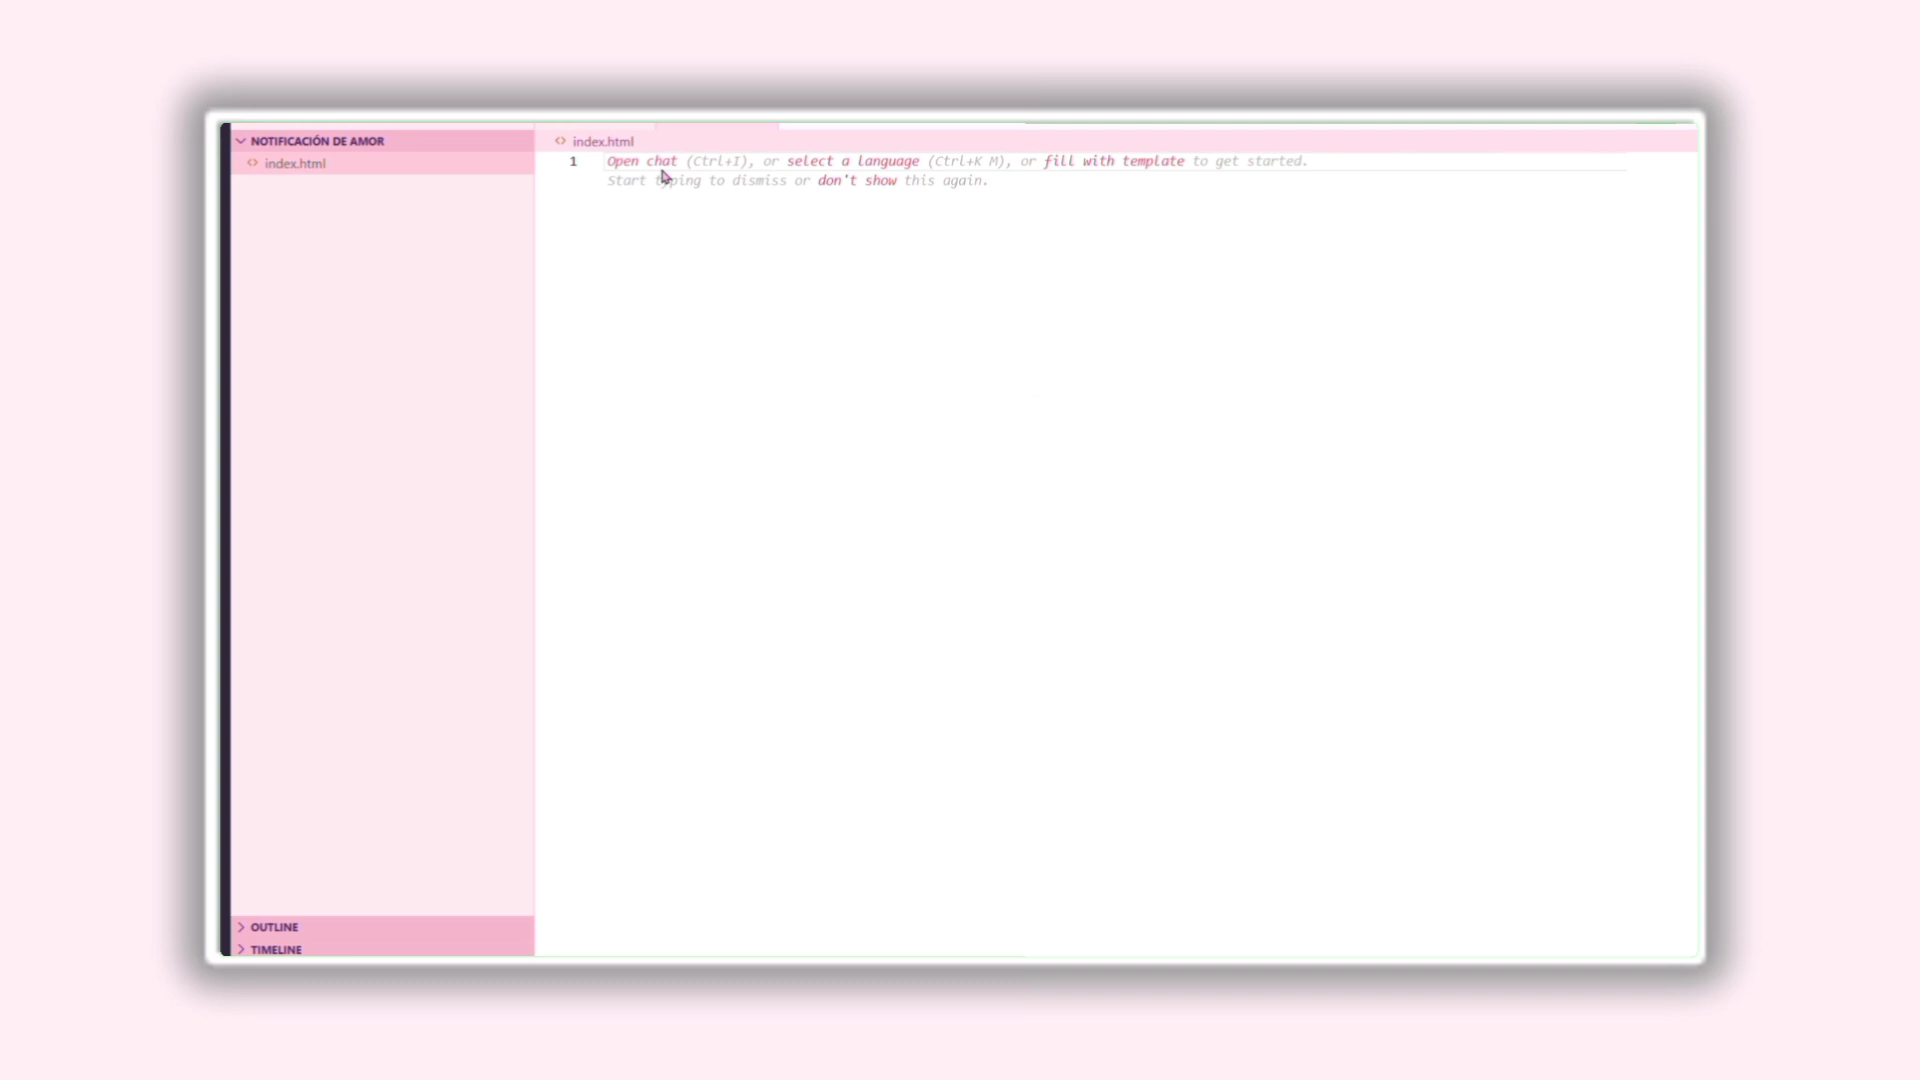 NOTIFICACIÓN DE AMOR
index.html
OUTLINE
TIMELINE
index.html
1 Open chat (Ctrl+I), or select a language (Ctrl+K M), or fill with template to get started.
Start typing to dismiss or don't show this again.